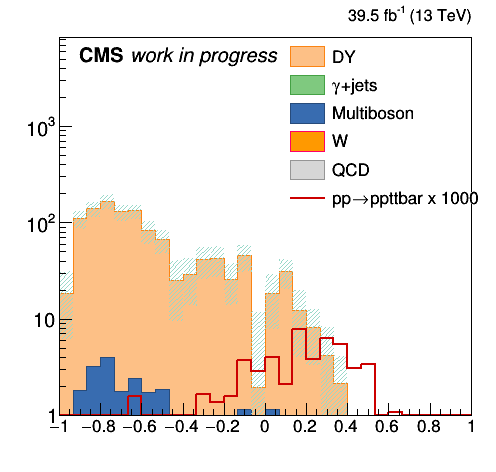 39.5 fb⁻¹ (13 TeV)
CMS work in progress
DY
γ+jets
Multiboson
W
QCD
pp→ppttbar x 1000
10³
10²
10
1
−1 −0.8 −0.6 −0.4 −0.2 0 0.2 0.4 0.6 0.8 1